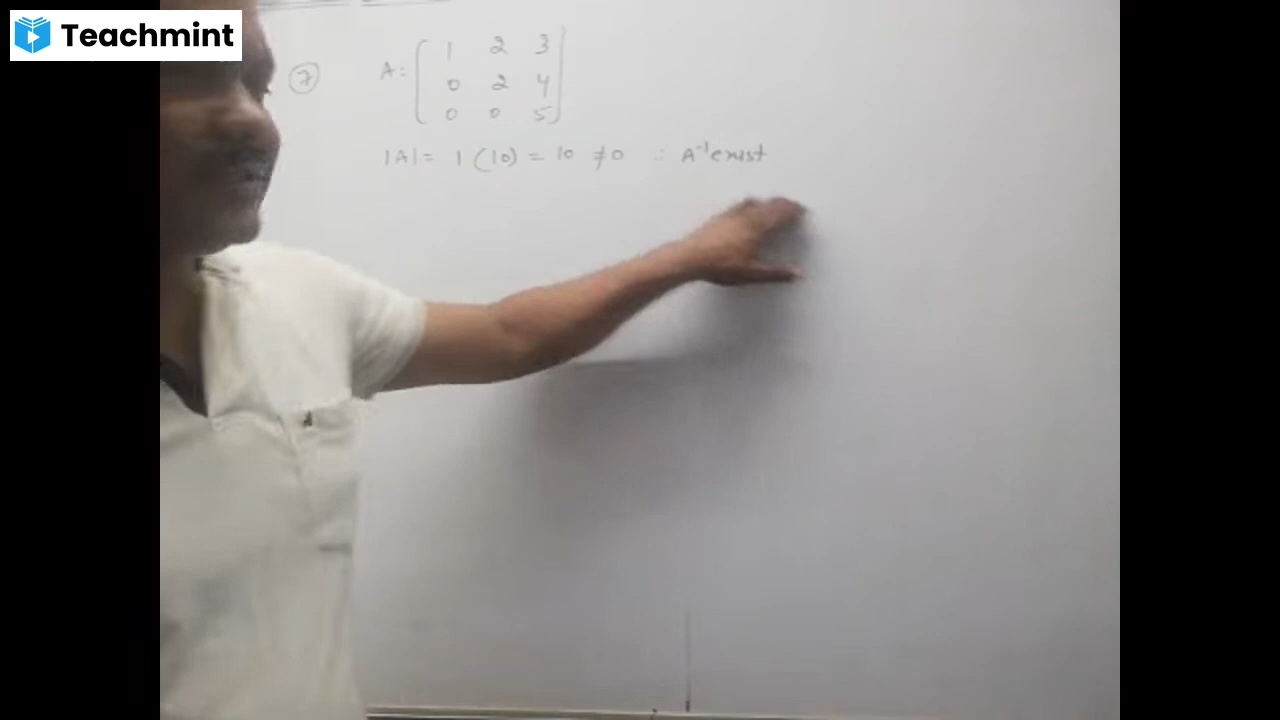 Teachmint
7 A = [ 1 2 3
0 2 4
0 0 5 ]
|A| = 1 (10) = 10 ≠0 ∴ A⁻¹ exist